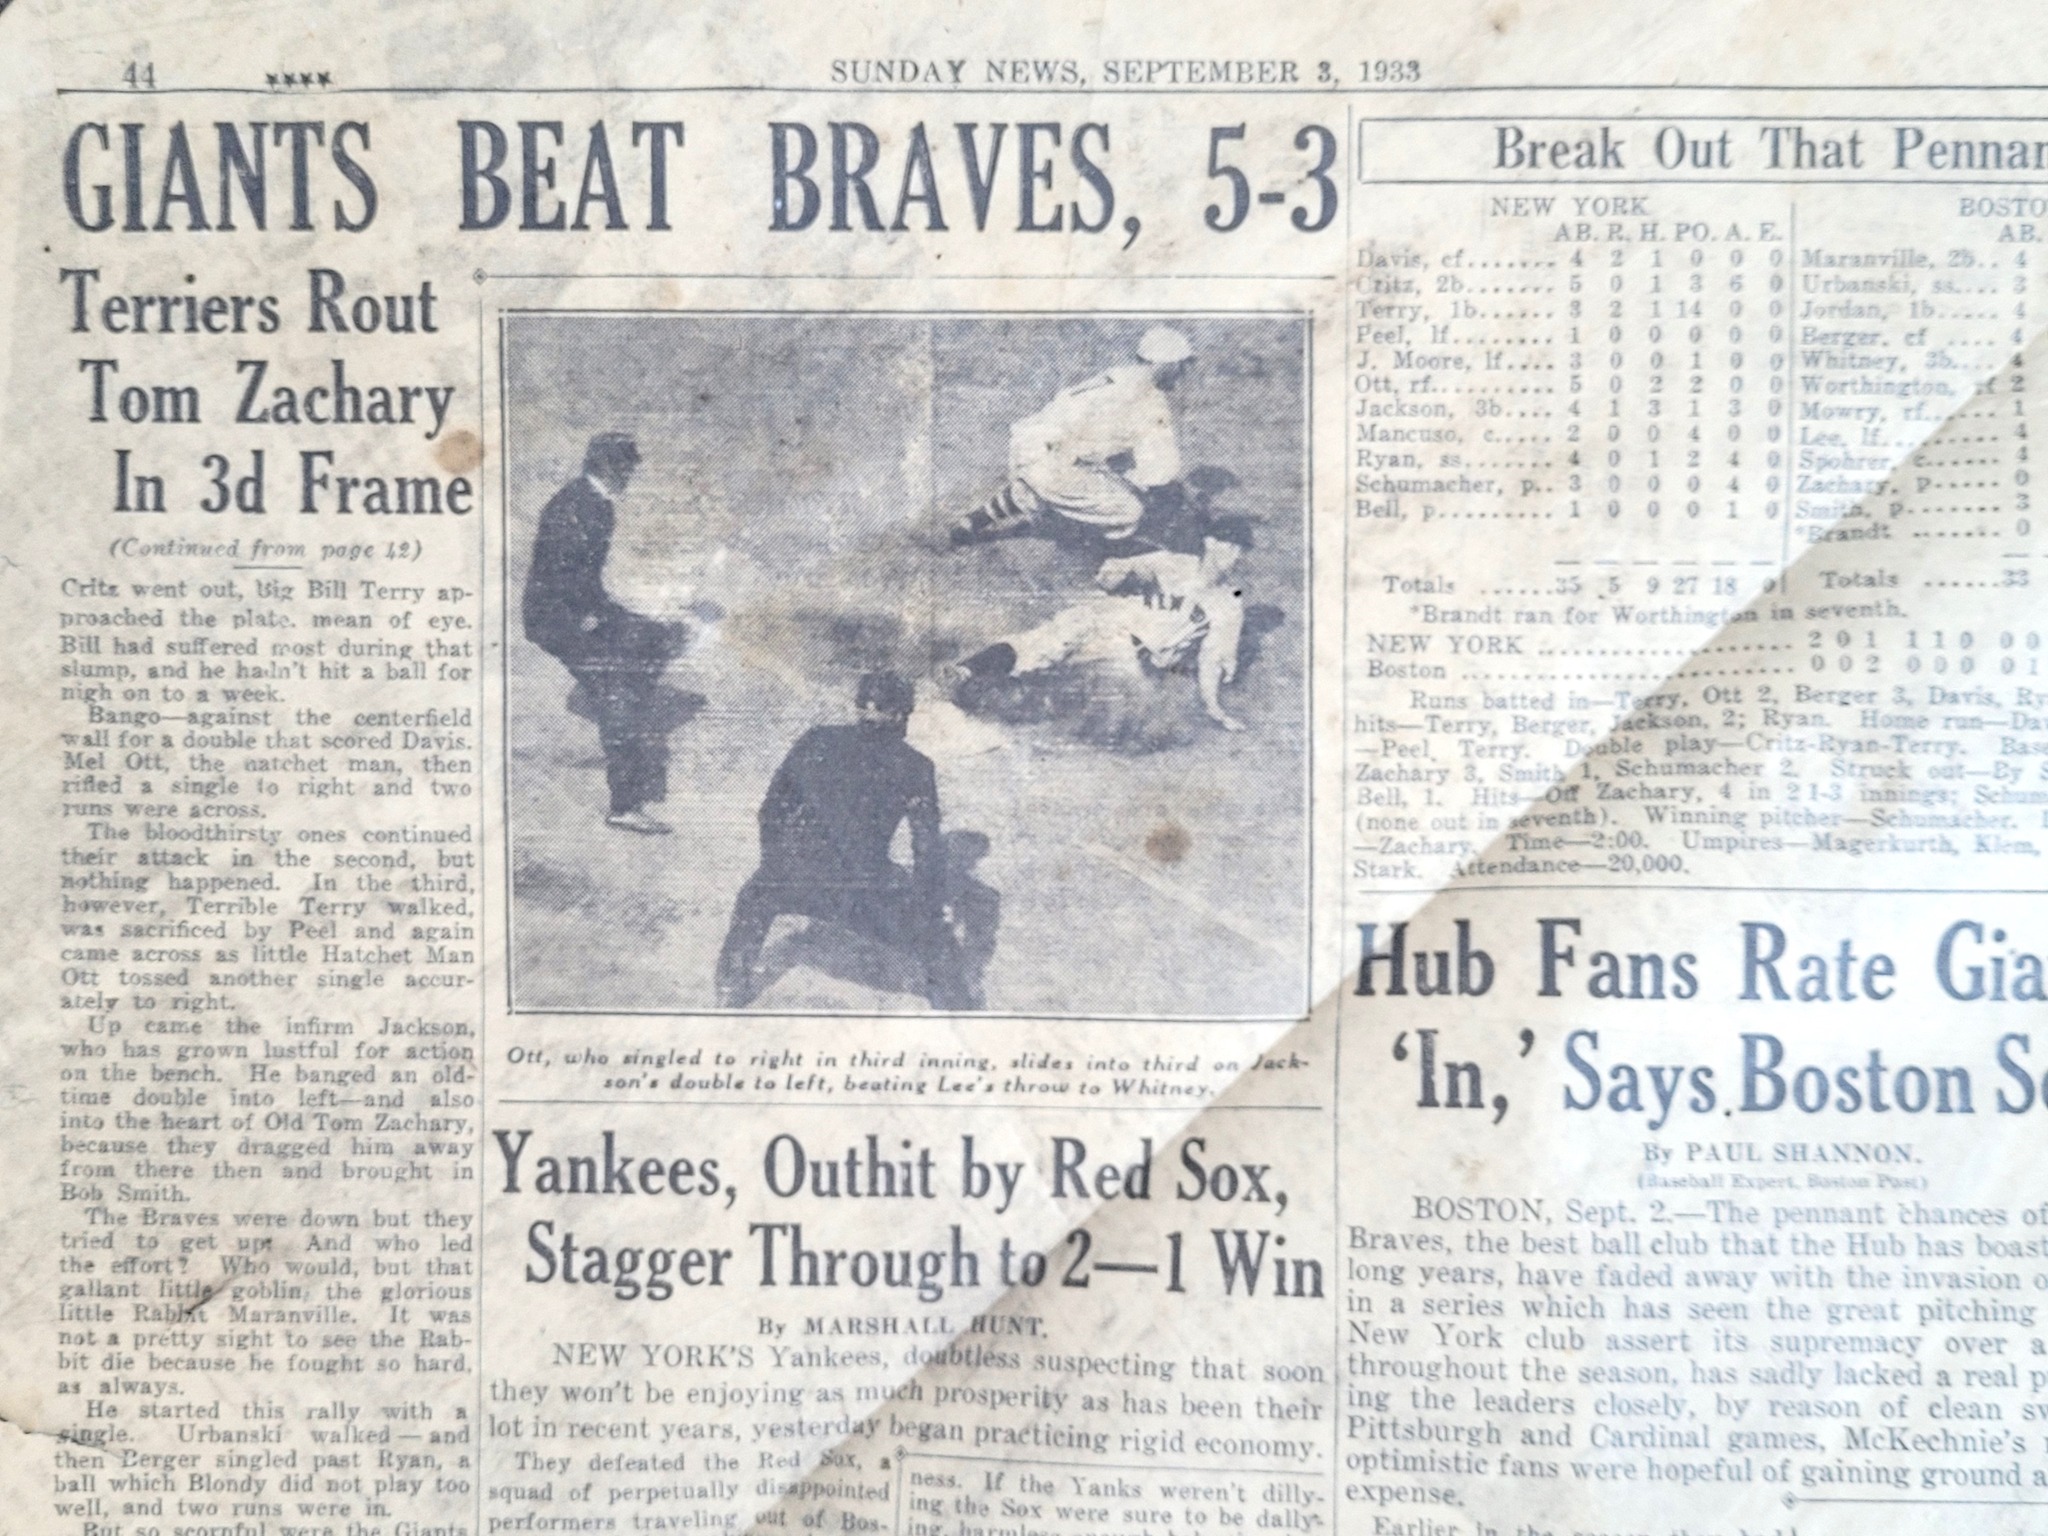 44
****
SUNDAY NEWS, SEPTEMBER 3, 1933
GIANTS BEAT BRAVES, 5-3
Terriers Rout
Tom Zachary
In 3d Frame
(Continued from page 42)
Critz went out, Big Bill Terry ap-
proached the plate, mean of eye.
Bill had suffered most during that
slump, and he hadn't hit a ball for
nigh on to a week.
Bango—against the centerfield
wall for a double that scored Davis.
Mel Ott, the hatchet man, then
rifled a single to right and two
runs were across.
The bloodthirsty ones continued
their attack in the second, but
nothing happened. In the third,
however, Terrible Terry walked,
was sacrificed by Peel and again
came across as little Hatchet Man
Ott tossed another single accur-
ately to right.
Up came the infirm Jackson,
who has grown lustful for action
on the bench. He banged an old-
time double into left—and also
into the heart of Old Tom Zachary,
because they dragged him away
from there then and brought in
Bob Smith.
The Braves were down but they
tried to get up. And who led
the effort? Who would, but that
gallant little goblin, the glorious
little Rabbit Maranville. It was
not a pretty sight to see the Rab-
bit die because he fought so hard,
as always.
He started this rally with a
single. Urbanski walked—and
then Berger singled past Ryan, a
ball which Blondy did not play too
well, and two runs were in.
But so scornful were the Giants
NEW
Ott, who singled to right in third inning, slides into third on Jack-
son's double to left, beating Lee's throw to Whitney.
Yankees, Outhit by Red Sox,
Stagger Through to 2—1 Win
By MARSHALL HUNT.
NEW YORK'S Yankees, doubtless suspecting that soon
they won't be enjoying as much prosperity as has been their
lot in recent years, yesterday began practicing rigid economy.
They defeated the Red Sox, a
squad of perpetually disappointed
performers traveling out of Bos-
ness. If the Yanks weren't dilly-
ing the Sox were sure to be dally-
ing, harmless
Break Out That Pennan
NEW YORK
AB. R. H. PO. A. E.
Davis, cf........ 4 2 1 0 0 0
Critz, 2b....... 5 0 1 3 6 0
Terry, 1b...... 3 2 1 14 0 0
Peel, lf........ 1 0 0 0 0 0
J. Moore, lf.... 3 0 0 1 0 0
Ott, rf.......... 5 0 2 2 0 0
Jackson, 3b.... 4 1 3 1 3 0
Mancuso, c..... 2 0 0 4 0 0
Ryan, ss....... 4 0 1 2 4 0
Schumacher, p.. 3 0 0 0 4 0
Bell, p.......... 1 0 0 0 1 0
Totals ......35 5 9 27 18 0
BOSTO
AB.
Maranville, 2b.. 4
Urbanski, ss.... 3
Jordan, 1b..... 4
Berger, cf .... 4
Whitney, 3b.... 4
Worthington, rf 2
Mowry, rf...... 1
Lee, lf......... 4
Spohrer, c...... 4
Zachary, p..... 0
Smith, p....... 3
*Brandt ....... 0
Totals ......33
*Brandt ran for Worthington in seventh.
NEW YORK .................... 2 0 1 1 1 0 0 0
Boston .......................... 0 0 2 0 0 0 0 1
Runs batted in—Terry, Ott 2, Berger 3, Davis, Ry
hits—Terry, Berger, Jackson, 2; Ryan. Home run—Dav
—Peel, Terry. Double play—Critz-Ryan-Terry. Base
Zachary 3, Smith 1, Schumacher 2. Struck out—By S
Bell, 1. Hits—Off Zachary, 4 in 2 1-3 innings; Schum
(none out in seventh). Winning pitcher—Schumacher. L
—Zachary. Time—2:00. Umpires—Magerkurth, Klem,
Stark. Attendance—20,000.
Hub Fans Rate Gia
'In,' Says Boston Sc
By PAUL SHANNON.
(Baseball Expert, Boston Post)
BOSTON, Sept. 2.—The pennant chances of
Braves, the best ball club that the Hub has boast
long years, have faded away with the invasion o
in a series which has seen the great pitching
New York club assert its supremacy over a
throughout the season, has sadly lacked a real p
ing the leaders closely, by reason of clean sw
Pittsburgh and Cardinal games, McKechnie's
optimistic fans were hopeful of gaining ground a
expense.
Earlier in the season